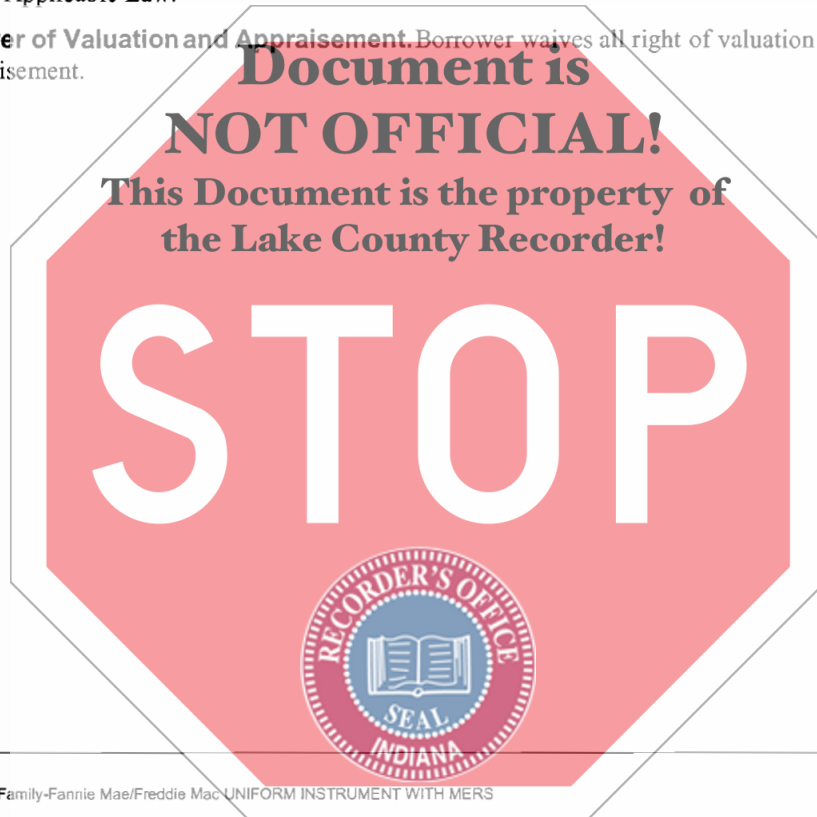 Applicable Law.
er of Valuation and Appraisement. Borrower waives all right of valuation
isement.
Document is
NOT OFFICIAL!
This Document is the property of
the Lake County Recorder!
STOP
RECORDER'S OFFICE
SEAL
INDIANA
Family-Fannie Mae/Freddie Mac UNIFORM INSTRUMENT WITH MERS